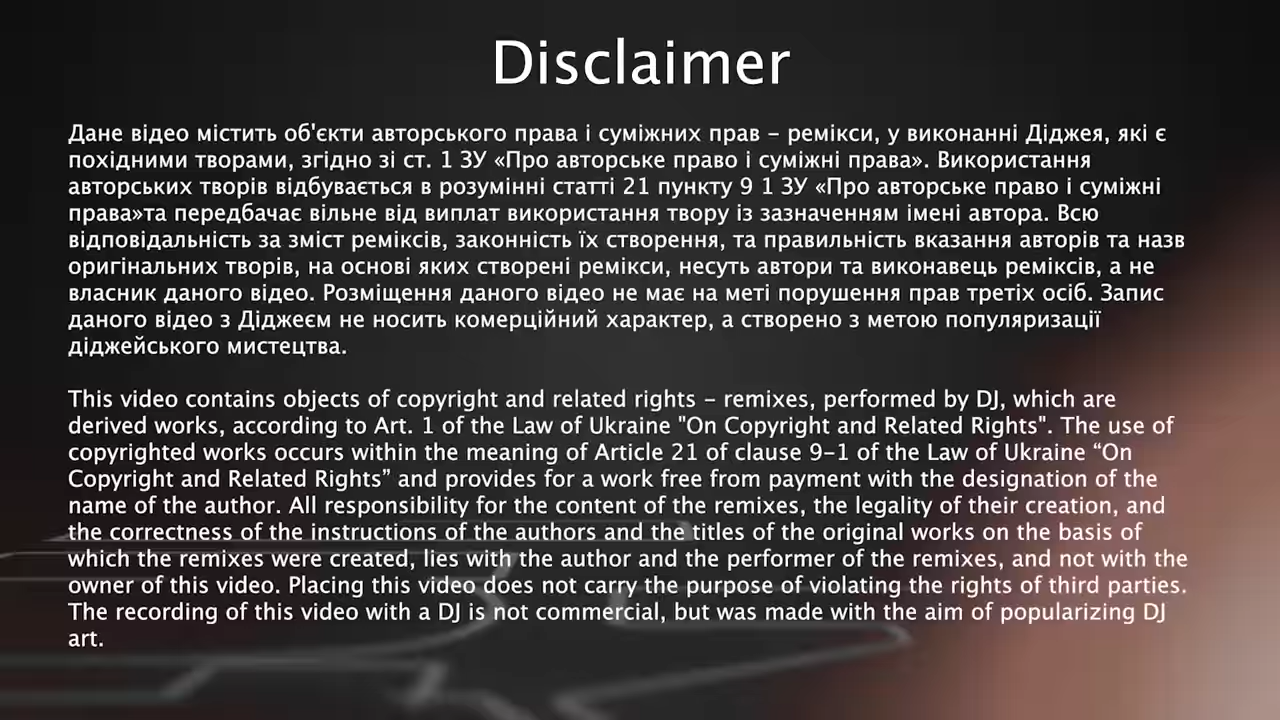 Disclaimer
Дане відео містить об'єкти авторського права і суміжних прав – ремікси, у виконанні Діджея, які є
похідними творами, згідно зі ст. 1 ЗУ «Про авторське право і суміжні права». Використання
авторських творів відбувається в розумінні статті 21 пункту 9 1 ЗУ «Про авторське право і суміжні
права»та передбачає вільне від виплат використання твору із зазначенням імені автора. Всю
відповідальність за зміст реміксів, законність їх створення, та правильність вказання авторів та назв
оригінальних творів, на основі яких створені ремікси, несуть автори та виконавець реміксів, а не
власник даного відео. Розміщення даного відео не має на меті порушення прав третіх осіб. Запис
даного відео з Діджеєм не носить комерційний характер, а створено з метою популяризації
діджейського мистецтва.
This video contains objects of copyright and related rights – remixes, performed by DJ, which are
derived works, according to Art. 1 of the Law of Ukraine "On Copyright and Related Rights". The use of
copyrighted works occurs within the meaning of Article 21 of clause 9–1 of the Law of Ukraine “On
Copyright and Related Rights” and provides for a work free from payment with the designation of the
name of the author. All responsibility for the content of the remixes, the legality of their creation, and
the correctness of the instructions of the authors and the titles of the original works on the basis of
which the remixes were created, lies with the author and the performer of the remixes, and not with the
owner of this video. Placing this video does not carry the purpose of violating the rights of third parties.
The recording of this video with a DJ is not commercial, but was made with the aim of popularizing DJ
art.